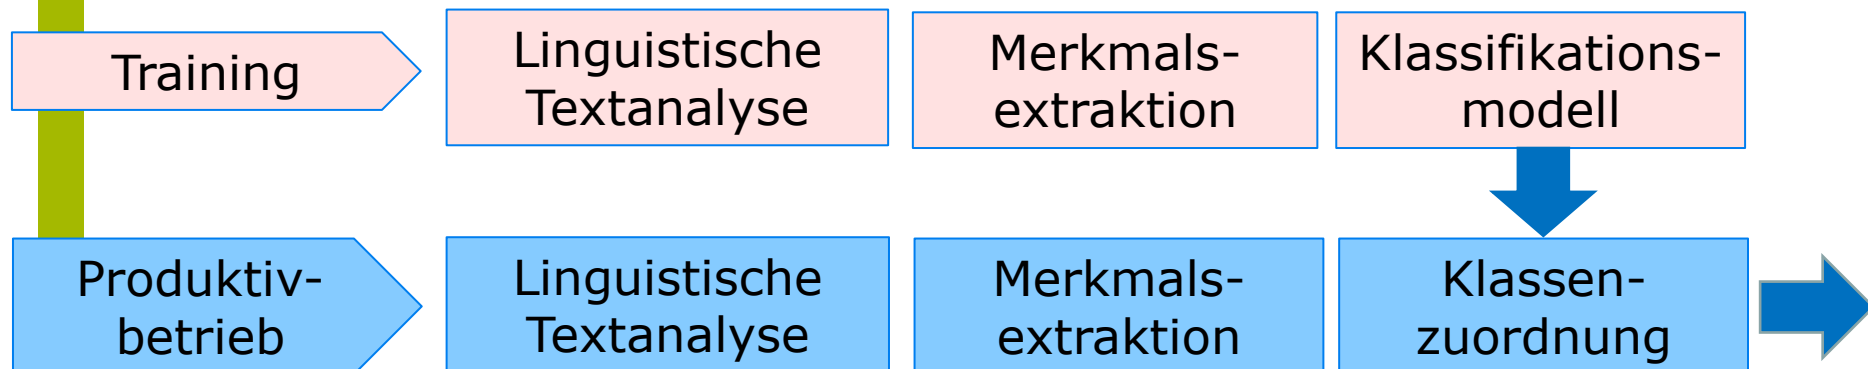 Training
Linguistische
Textanalyse
Merkmals-
extraktion
Klassifikations-
modell
Produktiv-
betrieb
Linguistische
Textanalyse
Merkmals-
extraktion
Klassen-
zuordnung